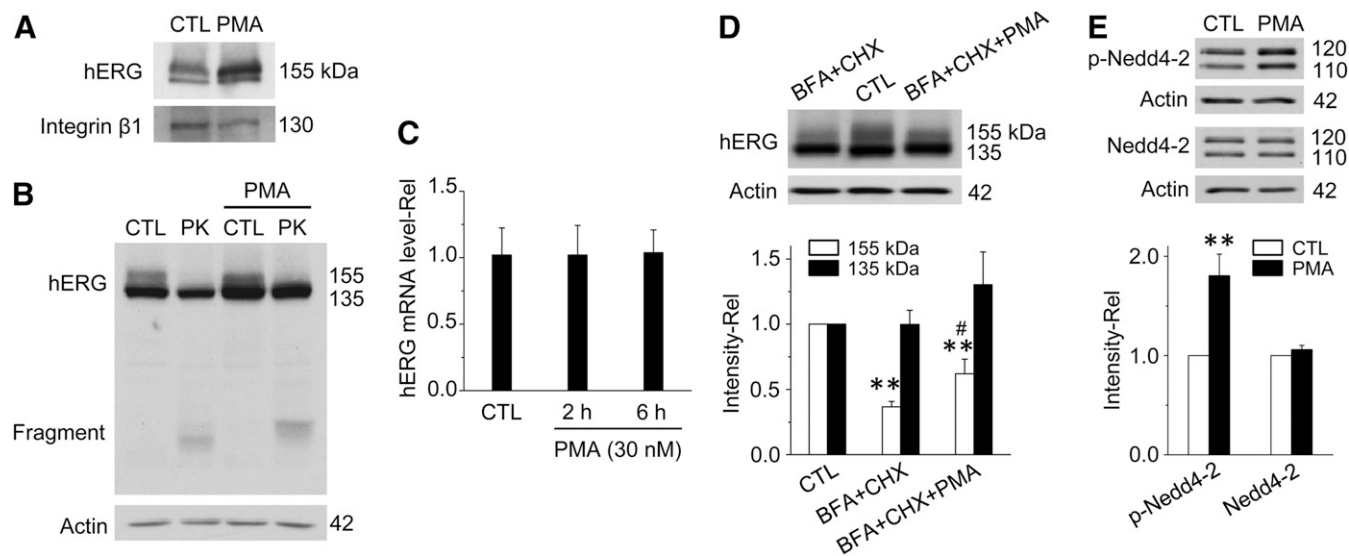 A
CTL PMA
hERG 155 kDa
Integrin β1 130
B
PMA
CTL PK CTL PK
hERG 155
135
Fragment
Actin 42
C
hERG mRNA level-Rel
1.5
1.0
0.5
0.0
CTL 2 h 6 h
PMA (30 nM)
D
BFA+CHX CTL BFA+CHX+PMA
hERG 155 kDa
135
Actin 42
155 kDa
135 kDa
Intensity-Rel
1.5
1.0
0.5
0.0
**
#
**
CTL BFA+CHX BFA+CHX+PMA
E
CTL PMA
p-Nedd4-2 120
110
Actin 42
Nedd4-2 120
110
Actin 42
CTL
PMA
Intensity-Rel
2.0
1.0
0.0
**
p-Nedd4-2 Nedd4-2